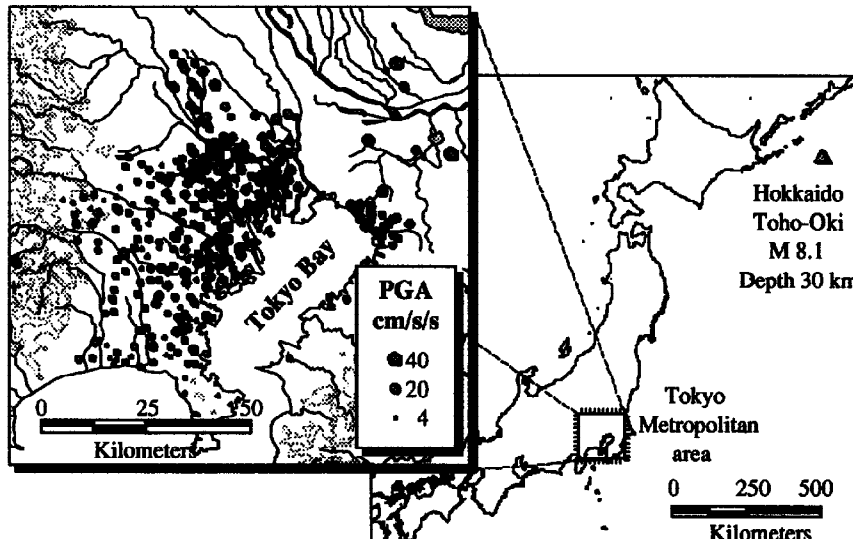 Tokyo Bay
PGA
cm/s/s
40
20
4
0 25 50
Kilometers
Hokkaido
Toho-Oki
M 8.1
Depth 30 km
Tokyo
Metropolitan
area
0 250 500
Kilometers